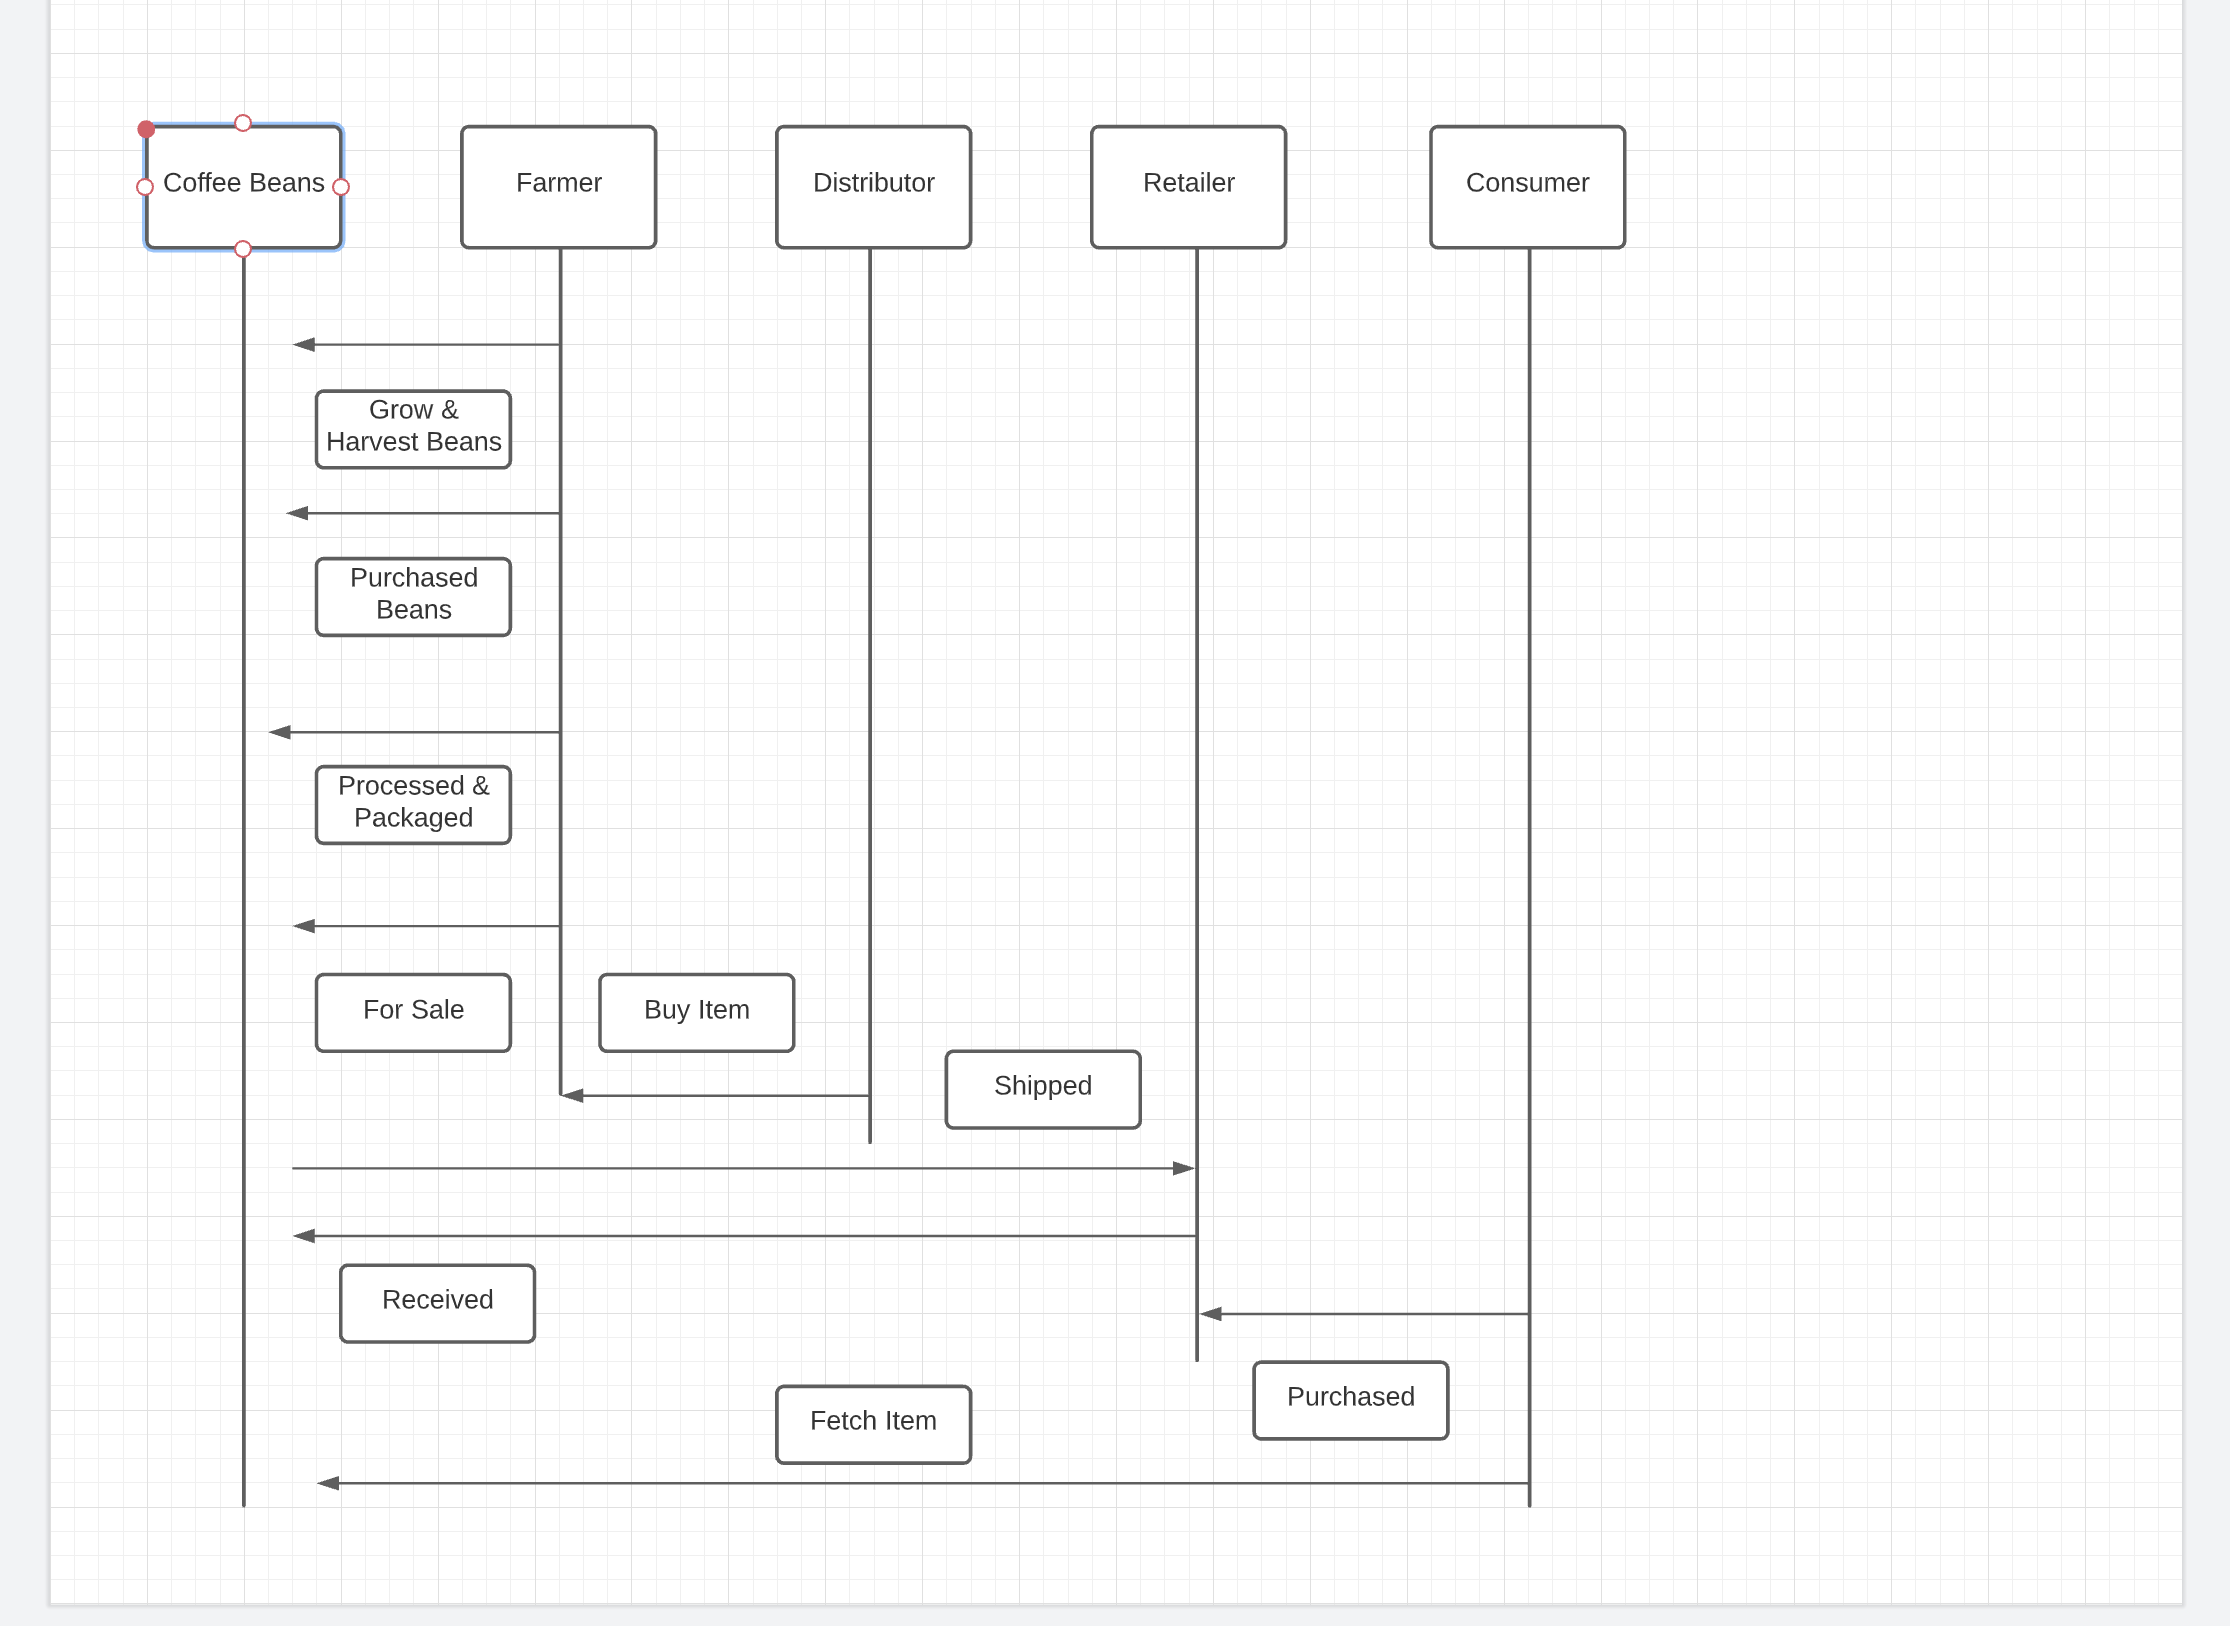 Coffee Beans
Farmer
Distributor
Retailer
Consumer
Grow &
Harvest Beans
Purchased
Beans
Processed &
Packaged
For Sale
Buy Item
Shipped
Received
Purchased
Fetch Item